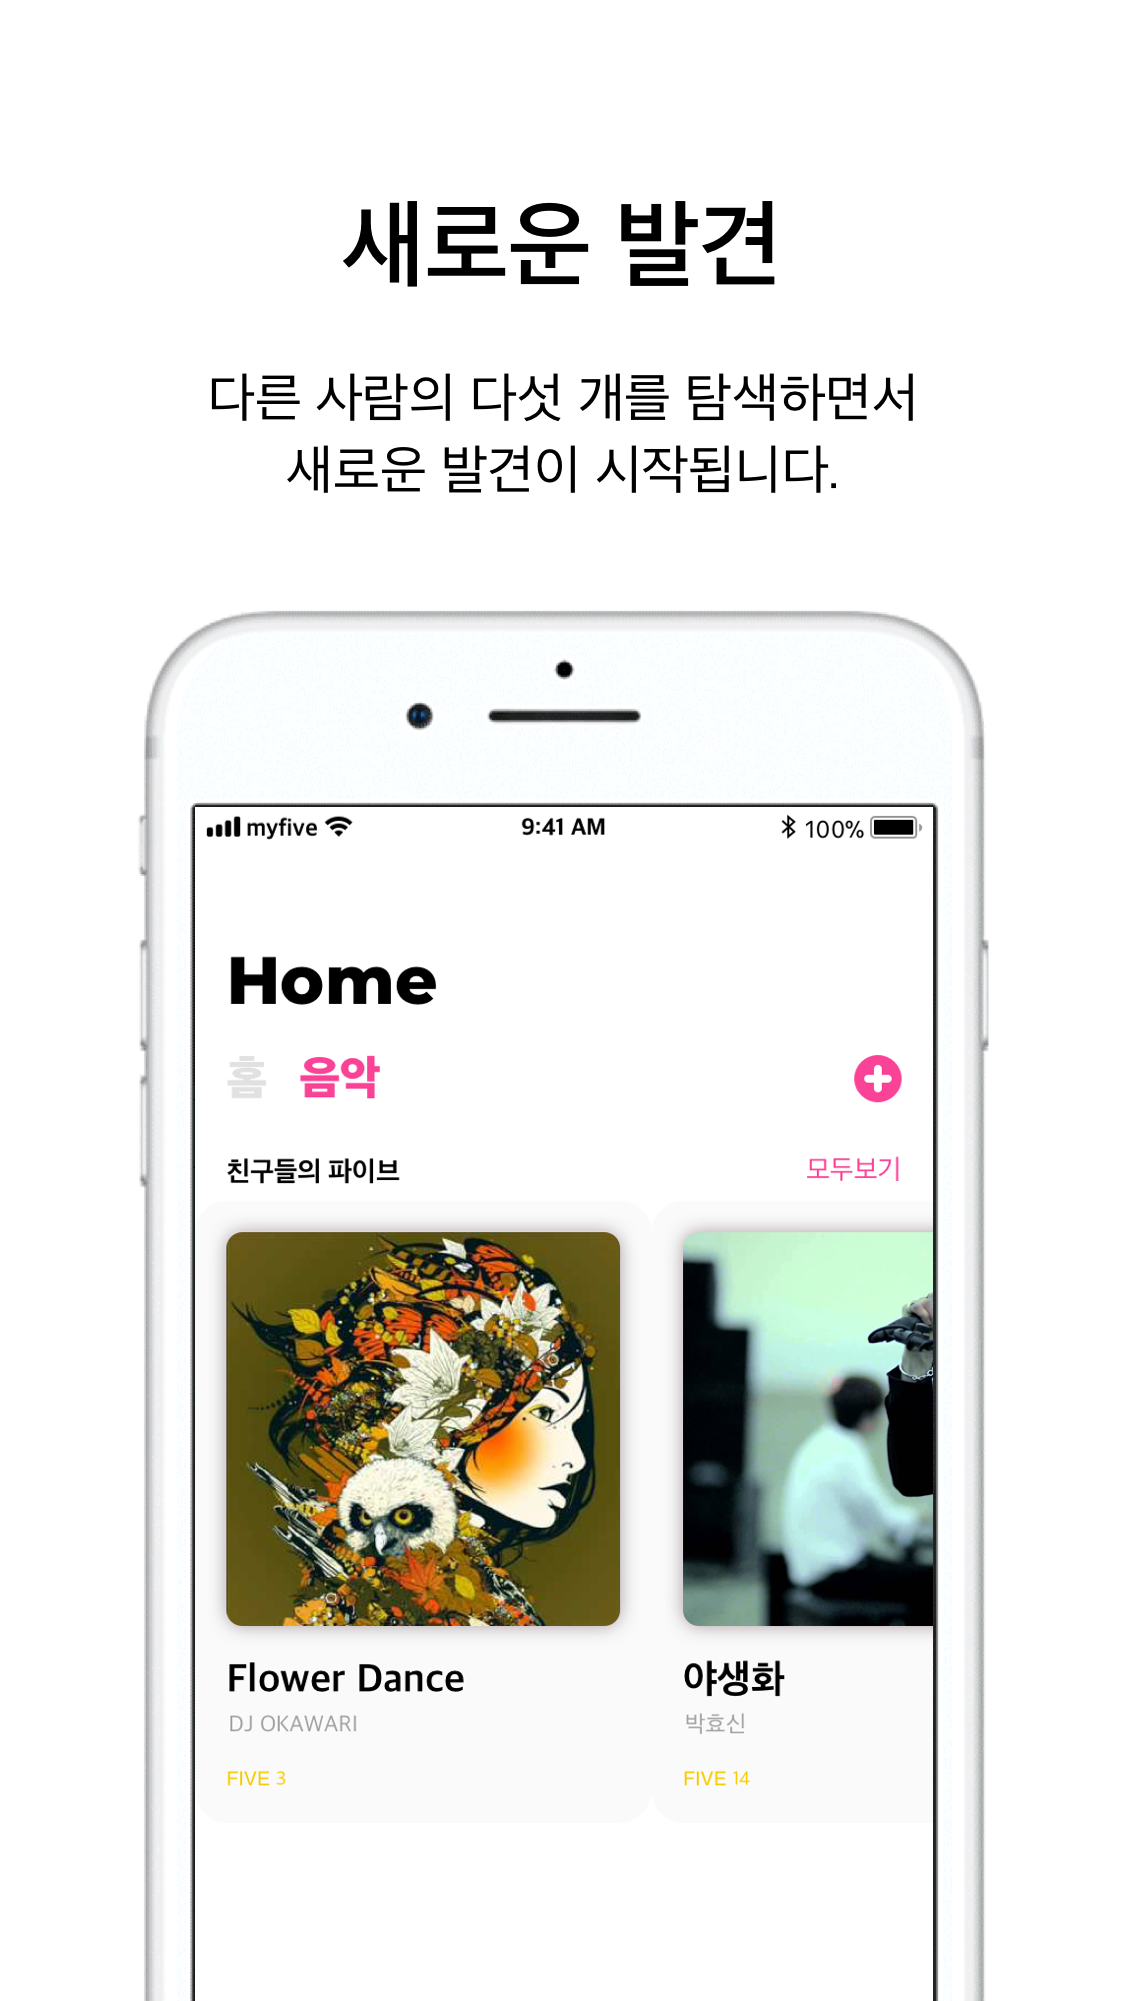 새로운 발견
다른 사람의 다섯 개를 탐색하면서
새로운 발견이 시작됩니다.
myfive 9:41 AM 100%
Home
홈 음악
친구들의 파이브 모두보기
Flower Dance
DJ OKAWARI
FIVE 3
야생화
박효신
FIVE 14